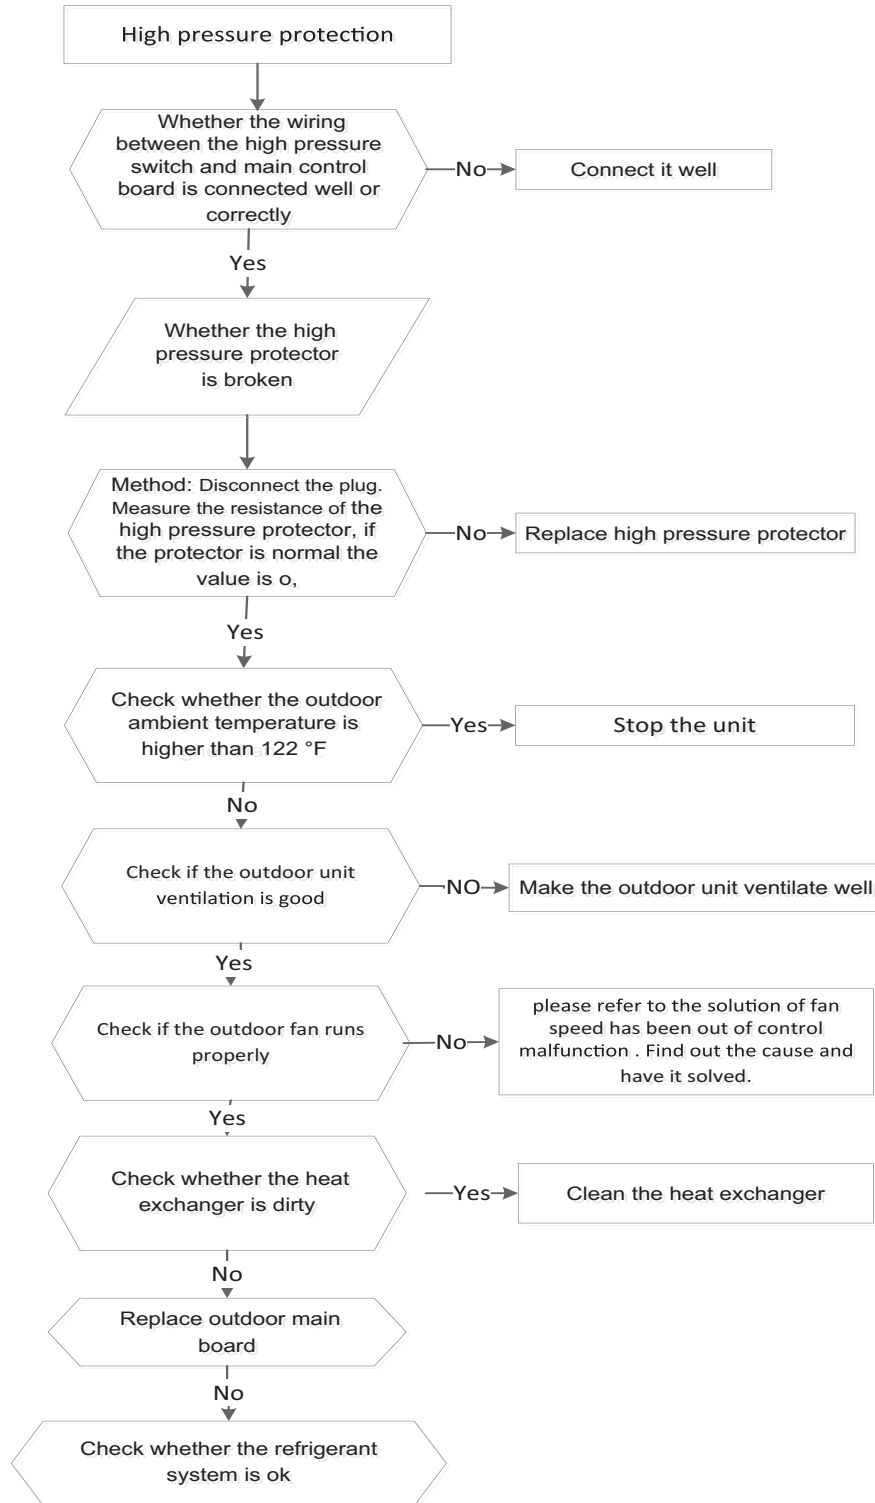 High pressure protection
Whether the wiring
between the high pressure
switch and main control
board is connected well or
correctly
No
Connect it well
Yes
Whether the high
pressure protector
is broken
Method: Disconnect the plug.
Measure the resistance of the
high pressure protector, if
the protector is normal the
value is o,
No
Replace high pressure protector
Yes
Check whether the outdoor
ambient temperature is
higher than 122 °F
Yes
Stop the unit
No
Check if the outdoor unit
ventilation is good
NO
Make the outdoor unit ventilate well
Yes
Check if the outdoor fan runs
properly
No
please refer to the solution of fan
speed has been out of control
malfunction . Find out the cause and
have it solved.
Yes
Check whether the heat
exchanger is dirty
Yes
Clean the heat exchanger
No
Replace outdoor main
board
No
Check whether the refrigerant
system is ok